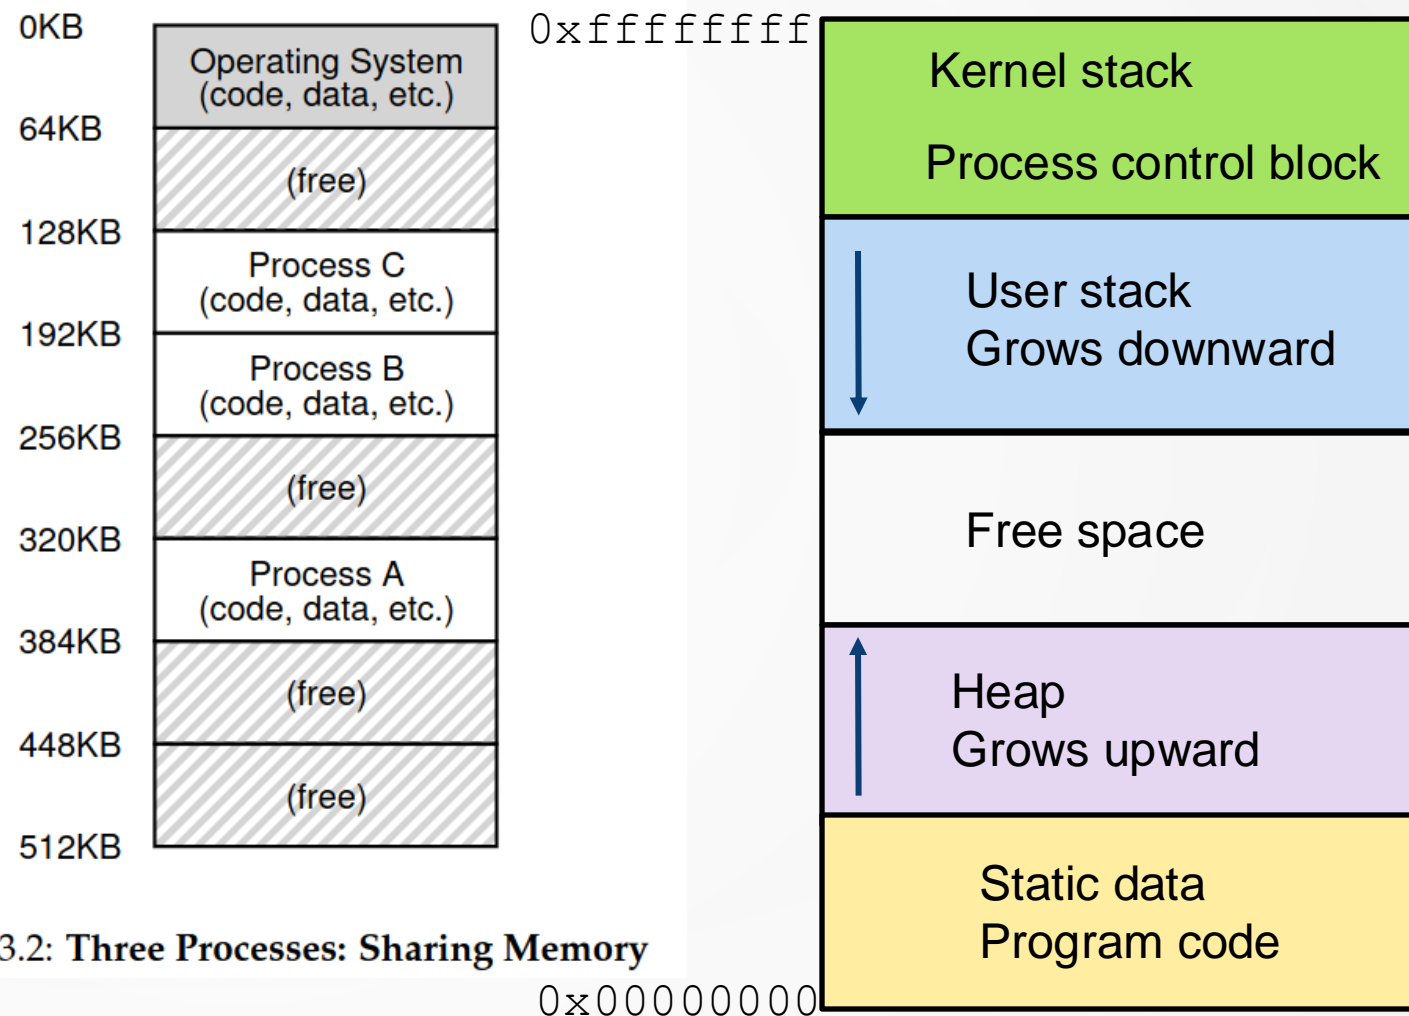 0KB
Operating System
(code, data, etc.)
64KB
(free)
128KB
Process C
(code, data, etc.)
192KB
Process B
(code, data, etc.)
256KB
(free)
320KB
Process A
(code, data, etc.)
384KB
(free)
448KB
(free)
512KB
3.2: Three Processes: Sharing Memory
0xffffffff
Kernel stack
Process control block
User stack
Grows downward
Free space
Heap
Grows upward
Static data
Program code
0x00000000